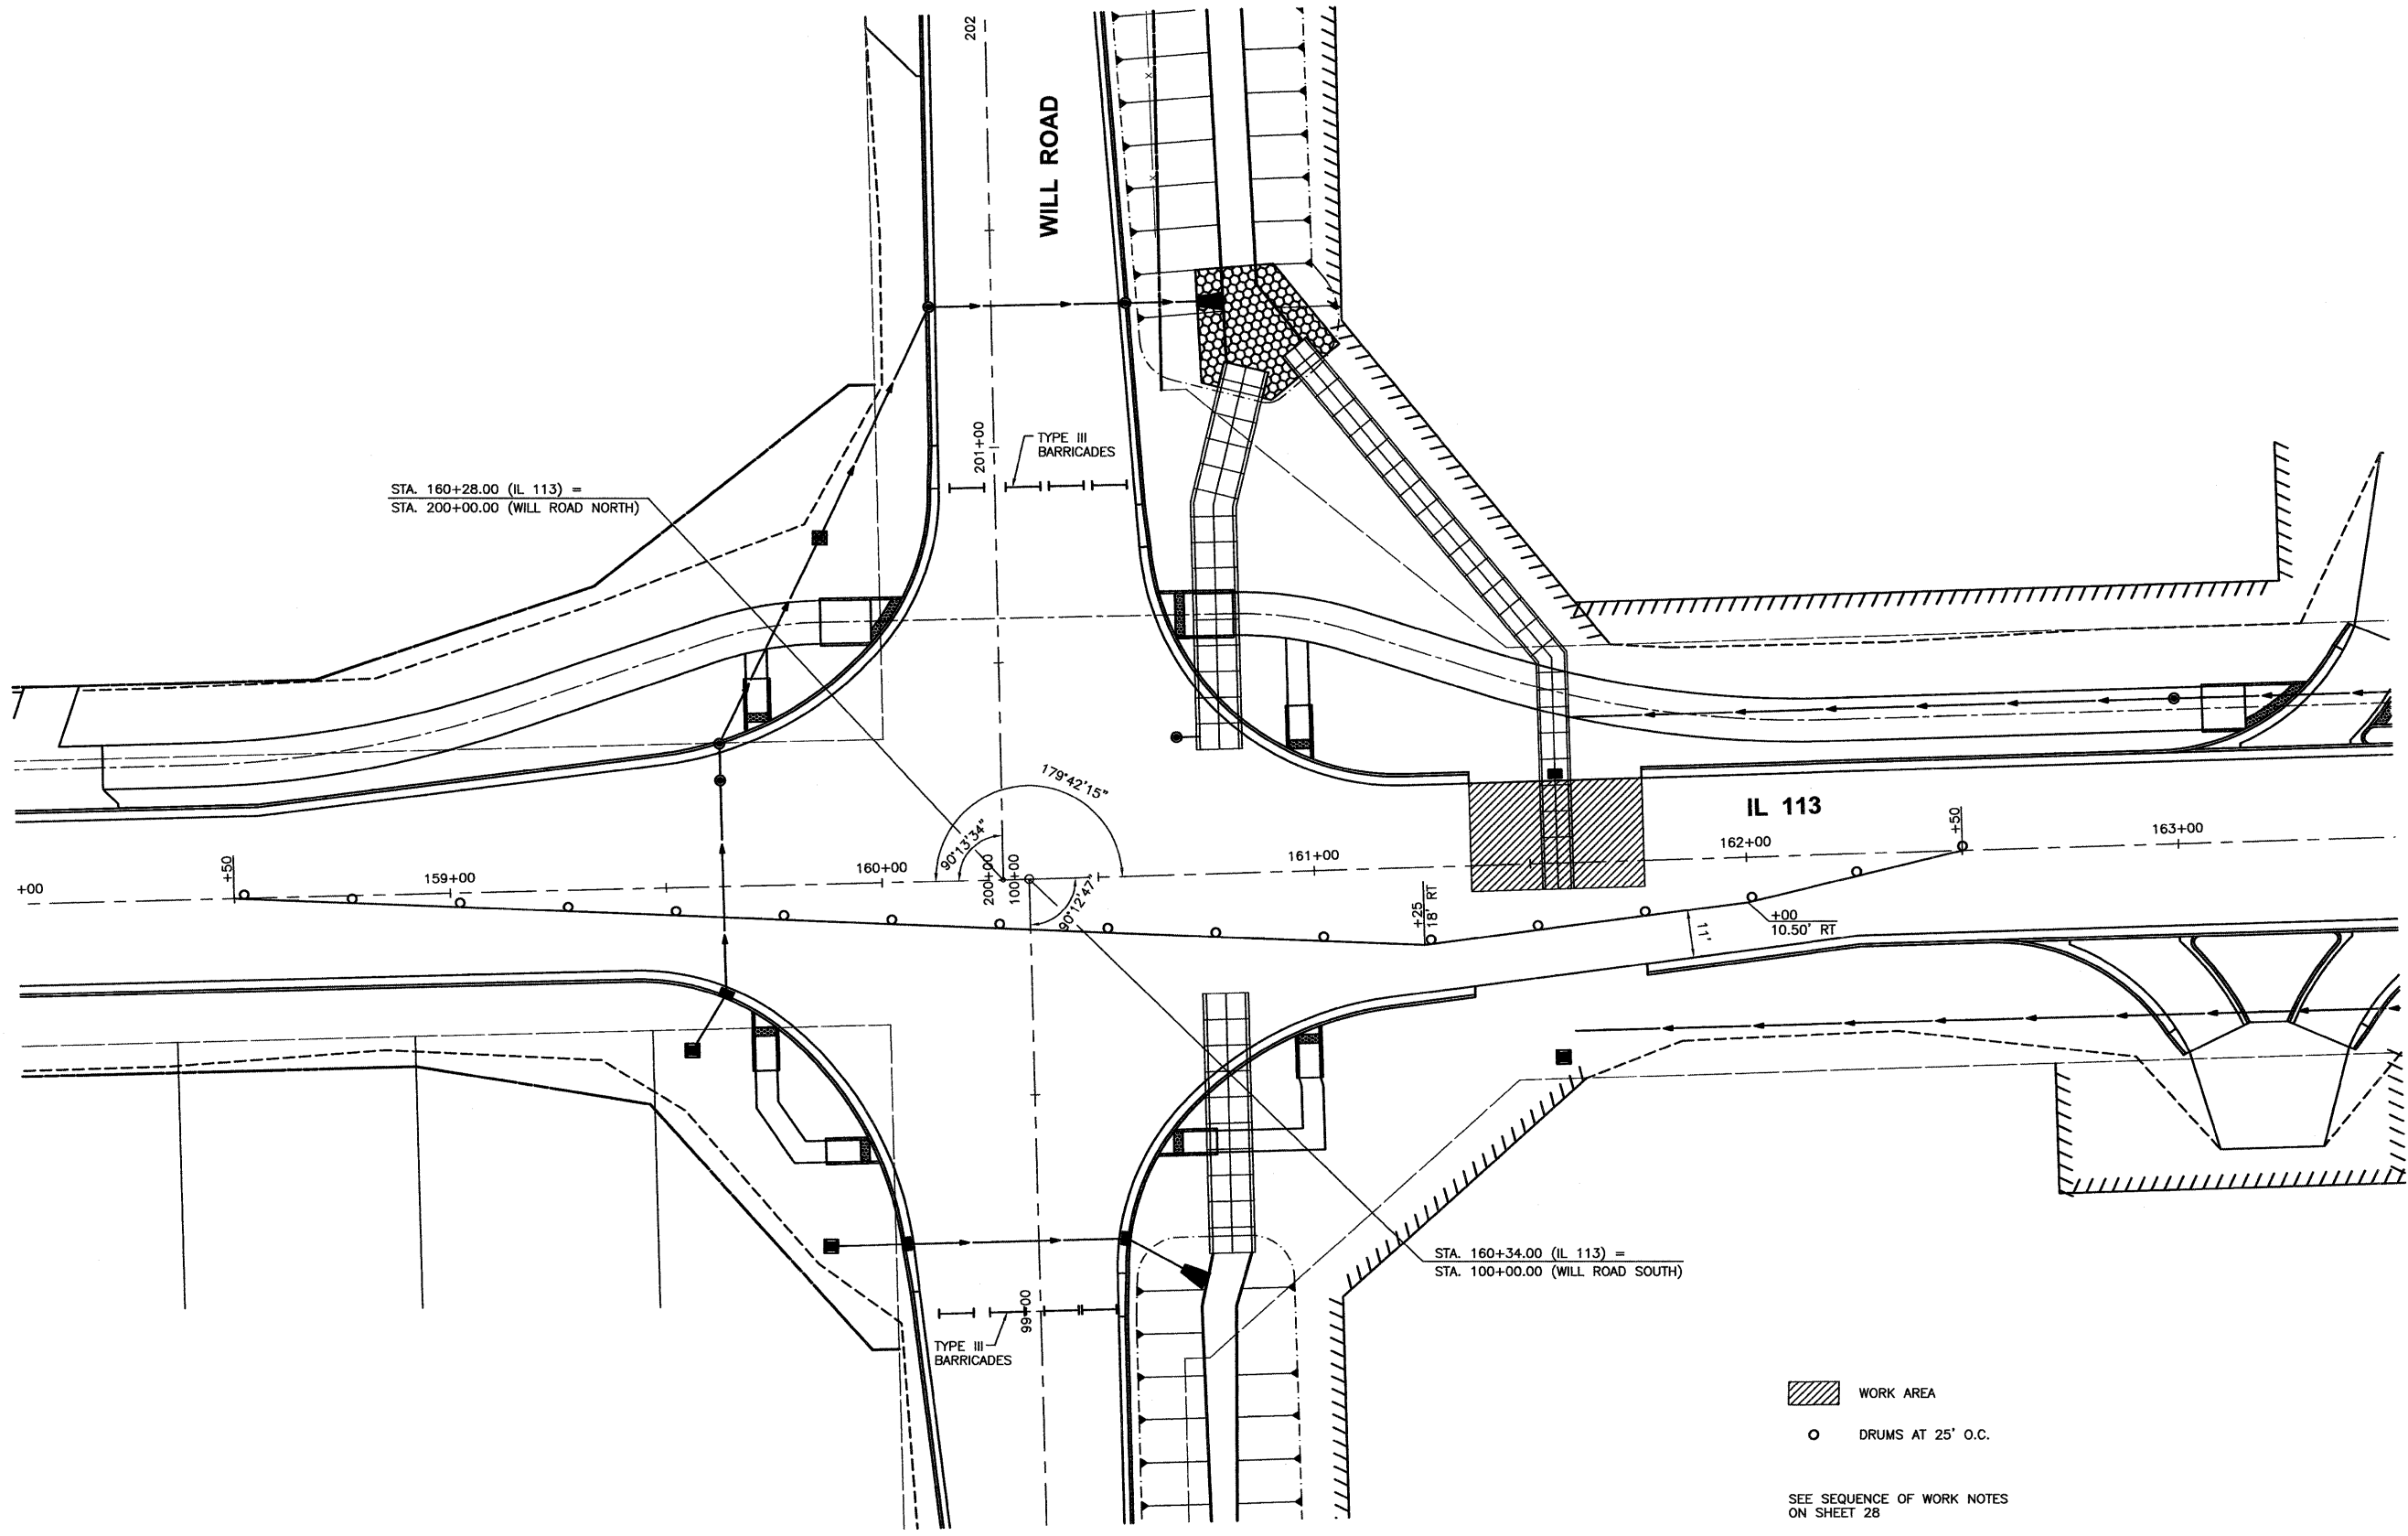 202
WILL ROAD
201+00
TYPE III
BARRICADES
STA. 160+28.00 (IL 113) =
STA. 200+00.00 (WILL ROAD NORTH)
179°42'15"
90°13'34"
IL 113
+50
+50
163+00
162+00
161+00
160+00
159+00
+00
200+00
100+00
90°12'47"
+25
18' RT
11'
+00
10.50' RT
STA. 160+34.00 (IL 113) =
STA. 100+00.00 (WILL ROAD SOUTH)
99+00
TYPE III
BARRICADES
WORK AREA
DRUMS AT 25' O.C.
SEE SEQUENCE OF WORK NOTES
ON SHEET 28